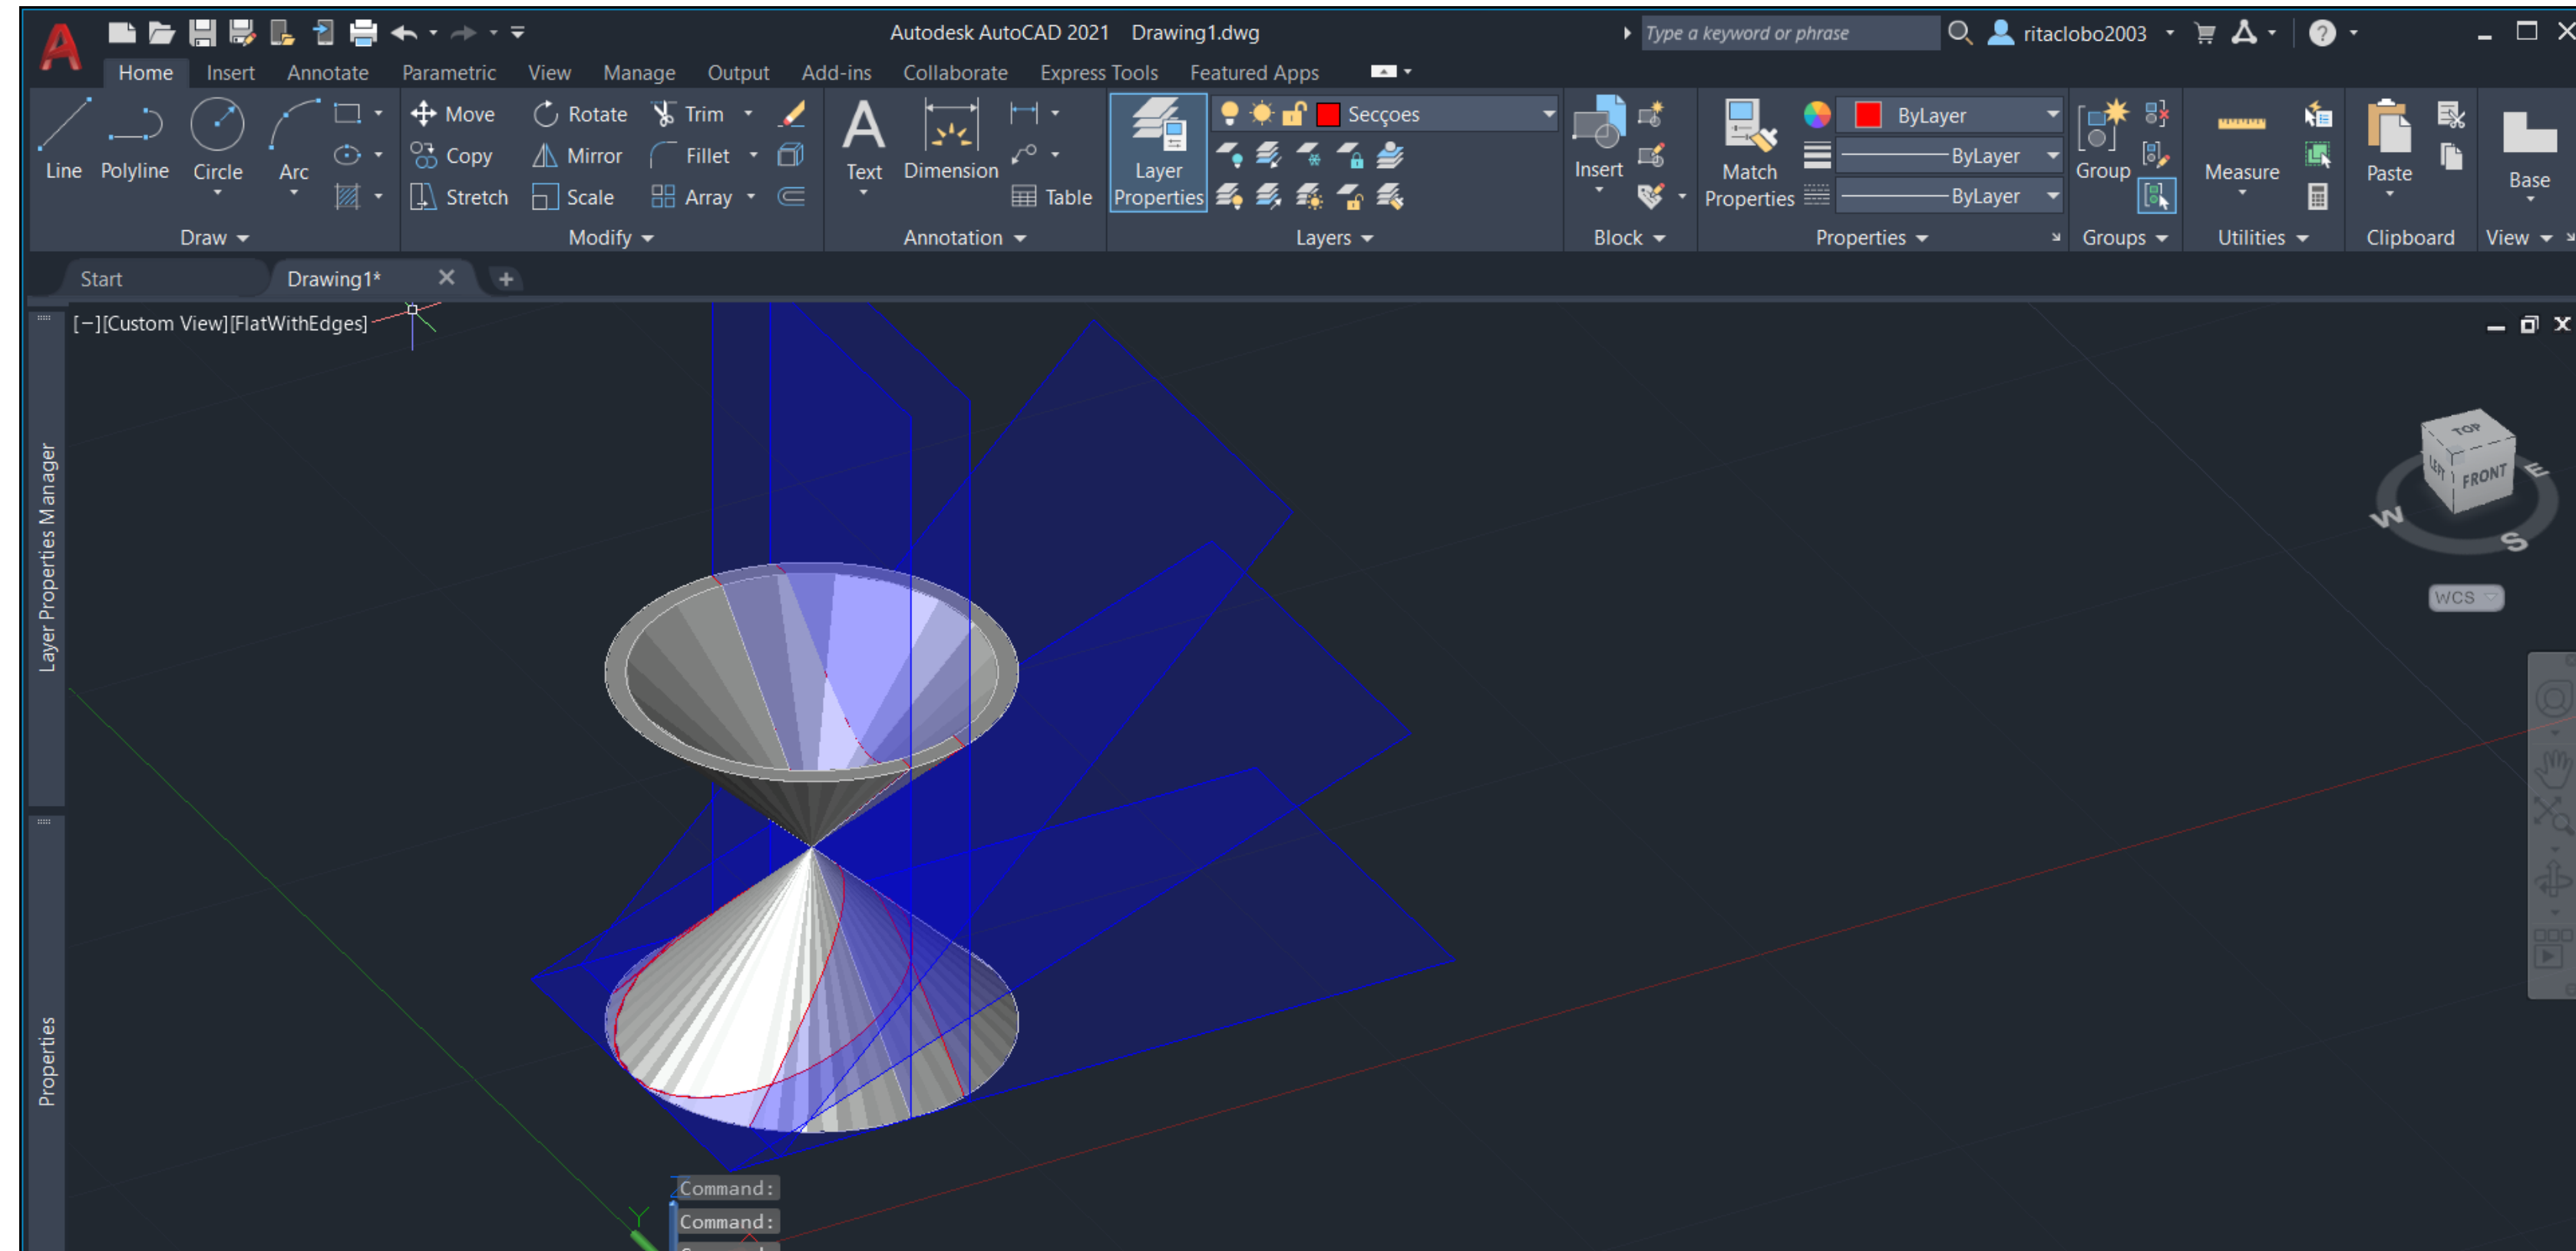 Autodesk AutoCAD 2021 Drawing1.dwg
Type a keyword or phrase
ritaclobo2003
Home Insert Annotate Parametric View Manage Output Add-ins Collaborate Express Tools Featured Apps
Line Polyline Circle Arc
Move Rotate Trim
Copy Mirror Fillet
Stretch Scale Array
Text Dimension
Table
Layer
Properties
Secçoes
Insert
Match
Properties
ByLayer
ByLayer
ByLayer
Group
Measure
Paste
Base
Draw Modify Annotation Layers Block Properties Groups Utilities Clipboard View
Start Drawing1*
[−][Custom View][FlatWithEdges]
Layer Properties Manager
Properties
TOP
LEFT
FRONT
W
S
E
WCS
Z
Y
Command:
Command: